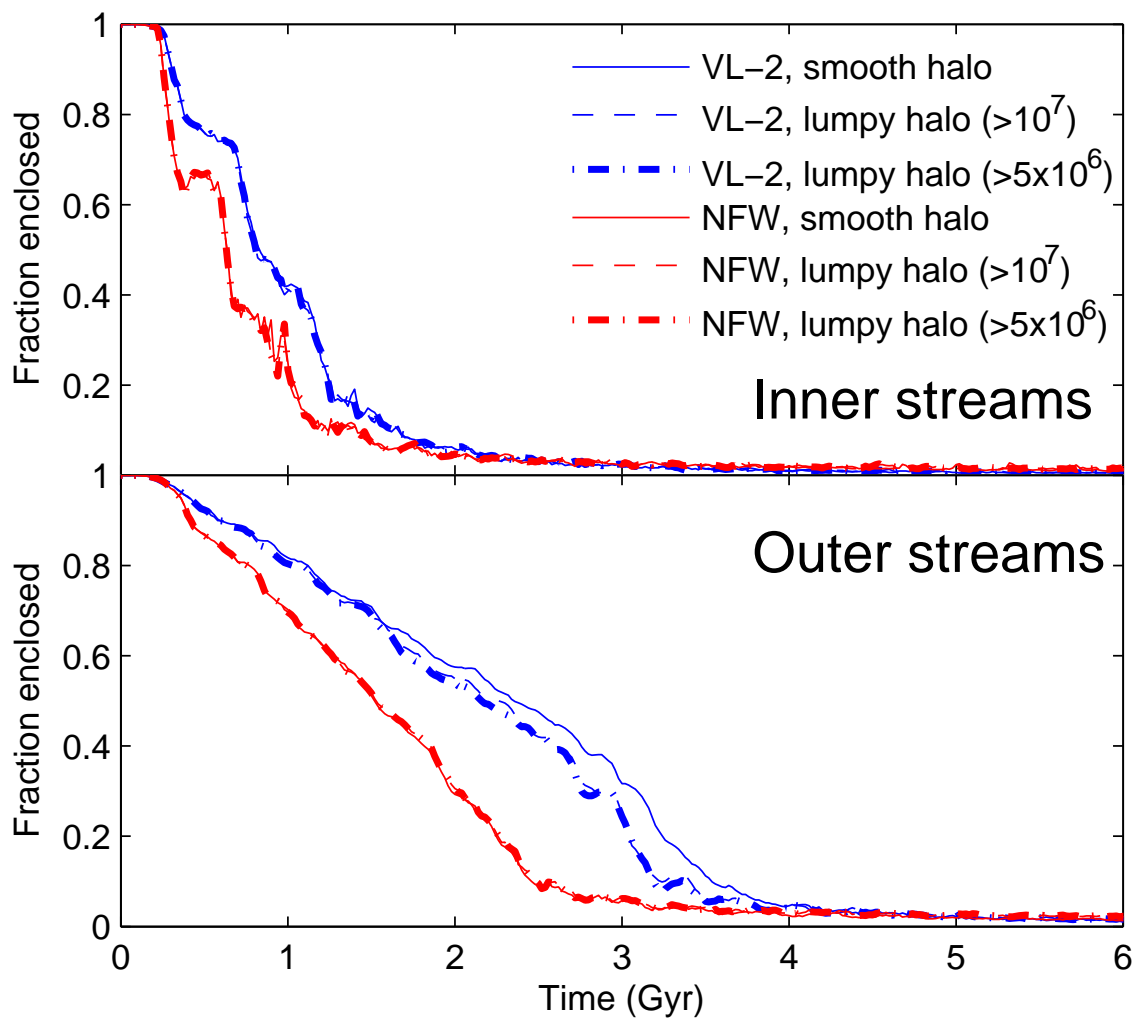 1
0.8
0.6
0.4
0.2
Fraction enclosed
VL−2, smooth halo
VL−2, lumpy halo (>10^7)
VL−2, lumpy halo (>5x10^6)
NFW, smooth halo
NFW, lumpy halo (>10^7)
NFW, lumpy halo (>5x10^6)
Inner streams
1
0.8
0.6
0.4
0.2
0
Fraction enclosed
Outer streams
0 1 2 3 4 5 6
Time (Gyr)